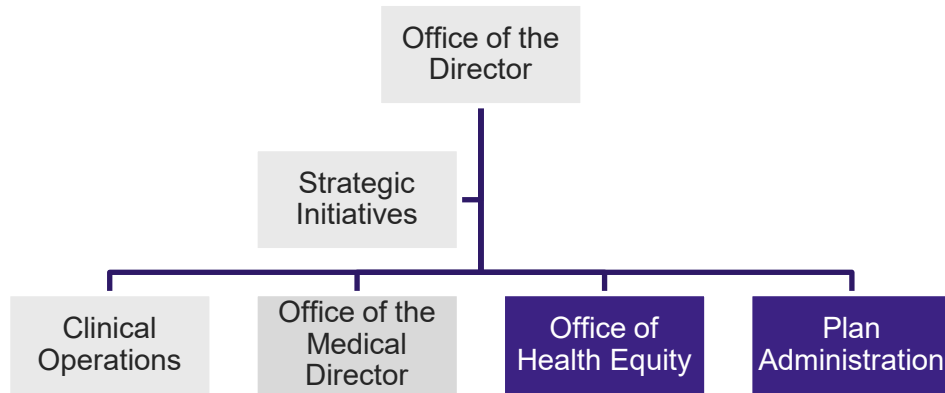 Office of the
Director
Strategic
Initiatives
Clinical
Operations
Office of the
Medical
Director
Office of
Health Equity
Plan
Administration